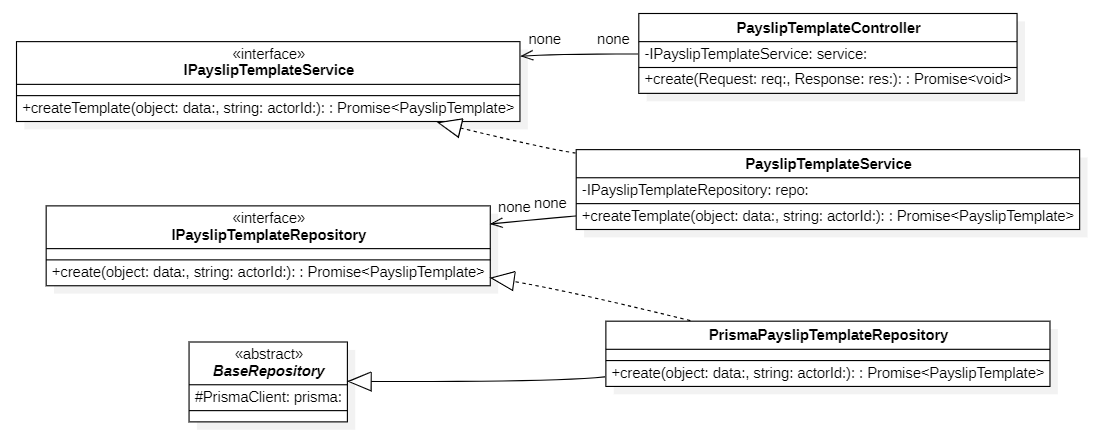 PayslipTemplateController
-IPayslipTemplateService: service:
+create(Request: req:, Response: res:): : Promise<void>
none
none
«interface»
IPayslipTemplateService
+createTemplate(object: data:, string: actorId:): : Promise<PayslipTemplate>
PayslipTemplateService
-IPayslipTemplateRepository: repo:
+createTemplate(object: data:, string: actorId:): : Promise<PayslipTemplate>
none
none
«interface»
IPayslipTemplateRepository
+create(object: data:, string: actorId:): : Promise<PayslipTemplate>
PrismaPayslipTemplateRepository
+create(object: data:, string: actorId:): : Promise<PayslipTemplate>
«abstract»
BaseRepository
#PrismaClient: prisma: